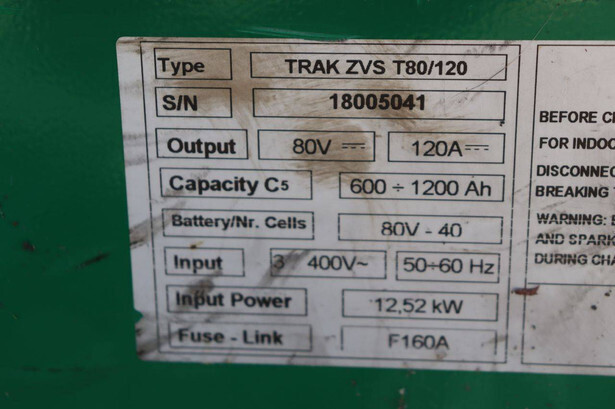 Type TRAK ZVS T80/120
S/N 18005041
Output 80V ⎓ 120A ⎓
Capacity C5 600 ÷ 1200 Ah
Battery/Nr. Cells 80V - 40
Input 3 400V~ 50÷60 Hz
Input Power 12,52 kW
Fuse - Link F160A
BEFORE
FOR
DISCONNEC
BREAKING
WARNING:
AND SPARK
DURING